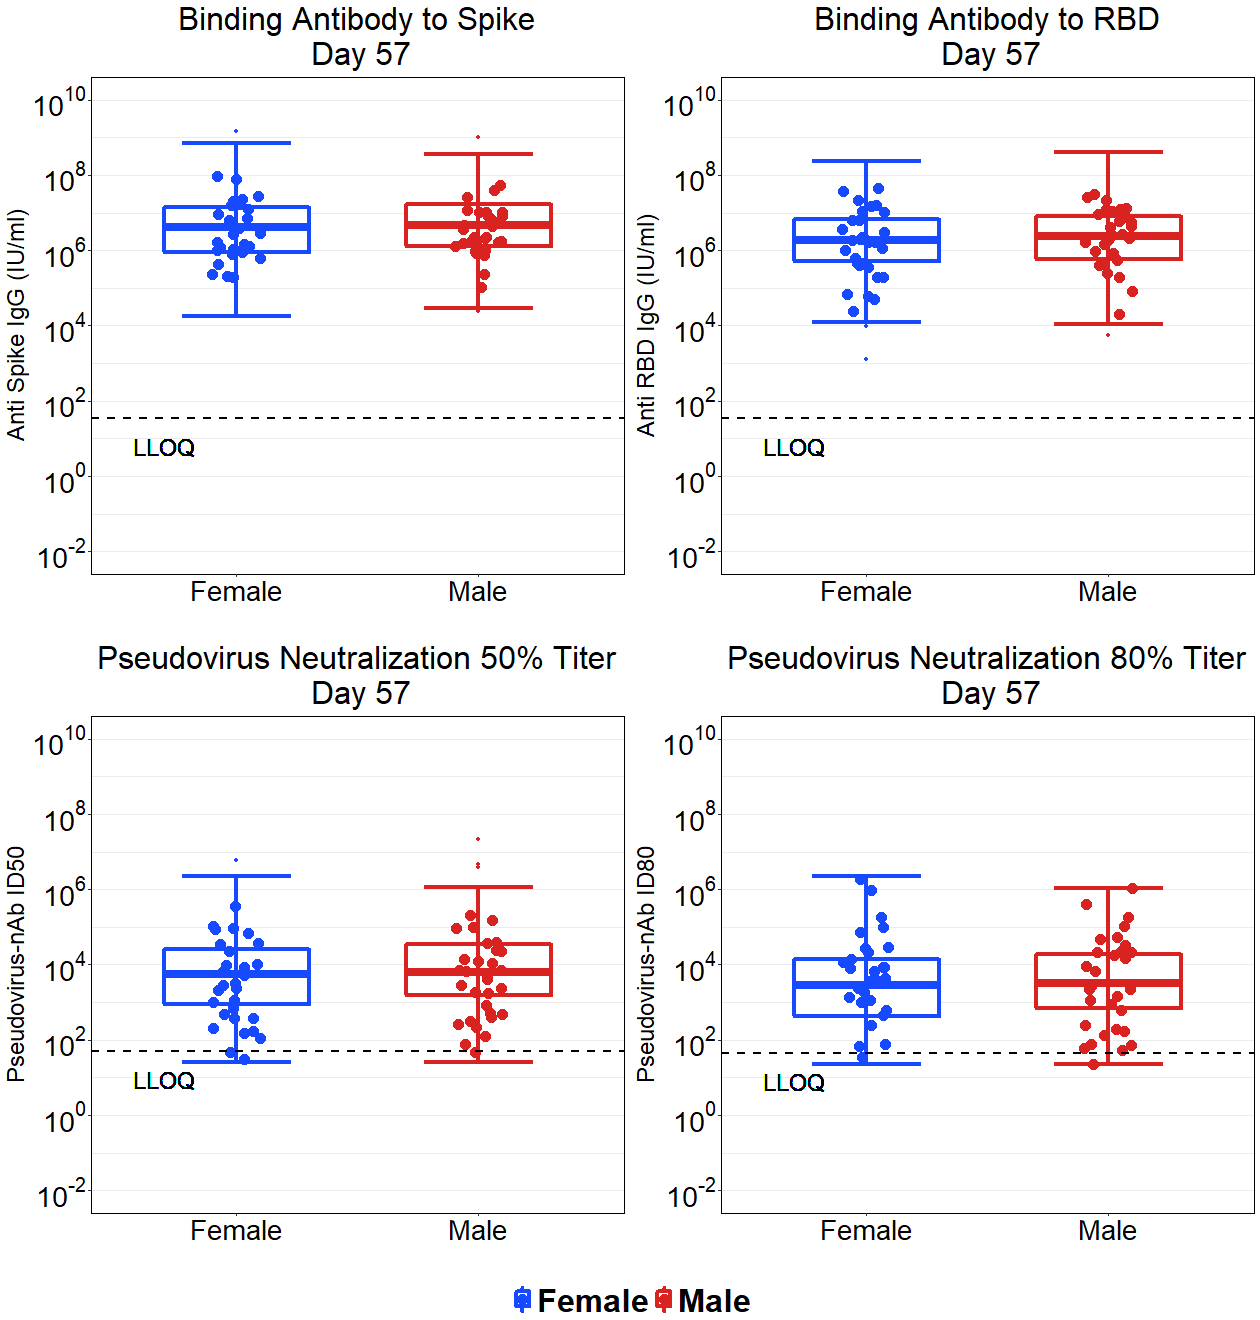 Binding Antibody to Spike
Day 57
Anti Spike IgG (IU/ml)
10^10
10^8
10^6
10^4
10^2
10^0
10^-2
LLOQ
Female
Male
Binding Antibody to RBD
Day 57
Anti RBD IgG (IU/ml)
10^10
10^8
10^6
10^4
10^2
10^0
10^-2
LLOQ
Female
Male
Pseudovirus Neutralization 50% Titer
Day 57
Pseudovirus-nAb ID50
10^10
10^8
10^6
10^4
10^2
10^0
10^-2
LLOQ
Female
Male
Pseudovirus Neutralization 80% Titer
Day 57
Pseudovirus-nAb ID80
10^10
10^8
10^6
10^4
10^2
10^0
10^-2
LLOQ
Female
Male
Female Male